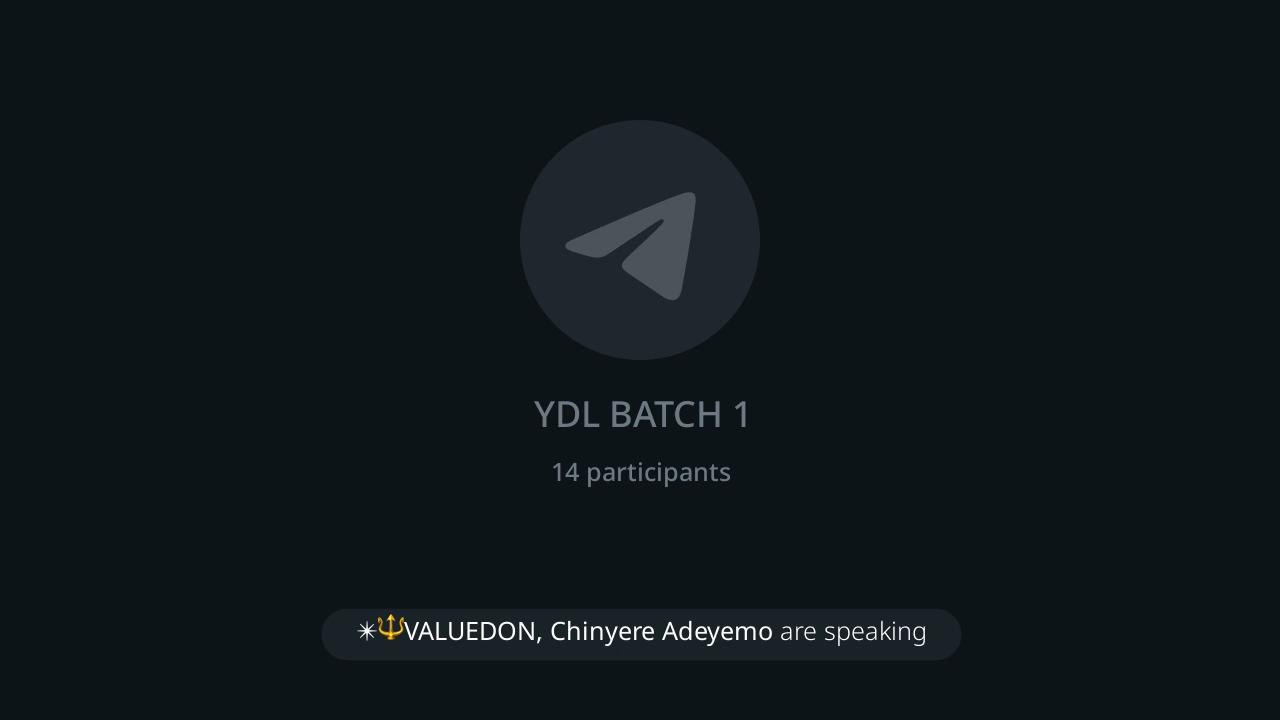 YDL BATCH 1
14 participants
✴🔱VALUEDON, Chinyere Adeyemo are speaking